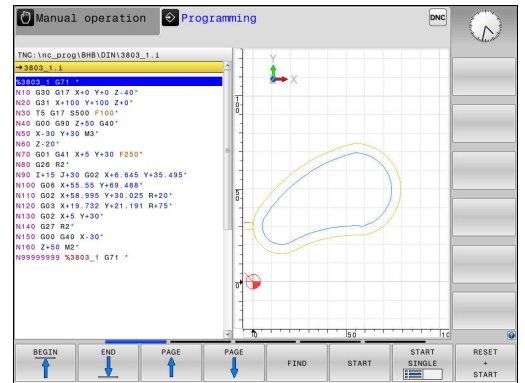 Manual operation
Programming
DNC
TNC:\nc_prog\BHB\DIN\3803_1.i
→3803_1.i
%3803_1 G71 *
N10 G30 G17 X+0 Y+0 Z-40*
N20 G31 X+100 Y+100 Z+0*
N30 T5 G17 S500 F100*
N40 G00 G90 Z+50 G40*
N50 X-30 Y+30 M3*
N60 Z-20*
N70 G01 G41 X+5 Y+30 F250*
N80 G26 R2*
N90 I+15 J+30 G02 X+6.645 Y+35.495*
N100 G06 X+55.55 Y+69.488*
N110 G02 X+58.995 Y+30.025 R+20*
N120 G03 X+19.732 Y+21.191 R+75*
N130 G02 X+5 Y+30*
N140 G27 R2*
N150 G00 G40 X-30*
N160 Z+50 M2*
N99999999 %3803_1 G71 *
Y
X
100
50
0
0
50
10
BEGIN
END
PAGE
PAGE
FIND
START
START SINGLE
RESET + START